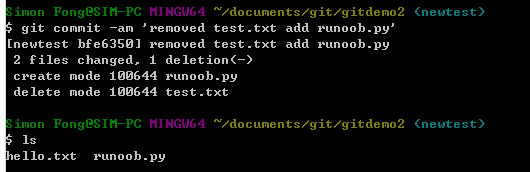 Simon Fong@SIM-PC MINGW64 ~/documents/git/gitdemo2 (newtest)
$ git commit -am 'removed test.txt add runoob.py'
[newtest bfe6350] removed test.txt add runoob.py
 2 files changed, 1 deletion(-)
 create mode 100644 runoob.py
 delete mode 100644 test.txt
Simon Fong@SIM-PC MINGW64 ~/documents/git/gitdemo2 (newtest)
$ ls
hello.txt  runoob.py